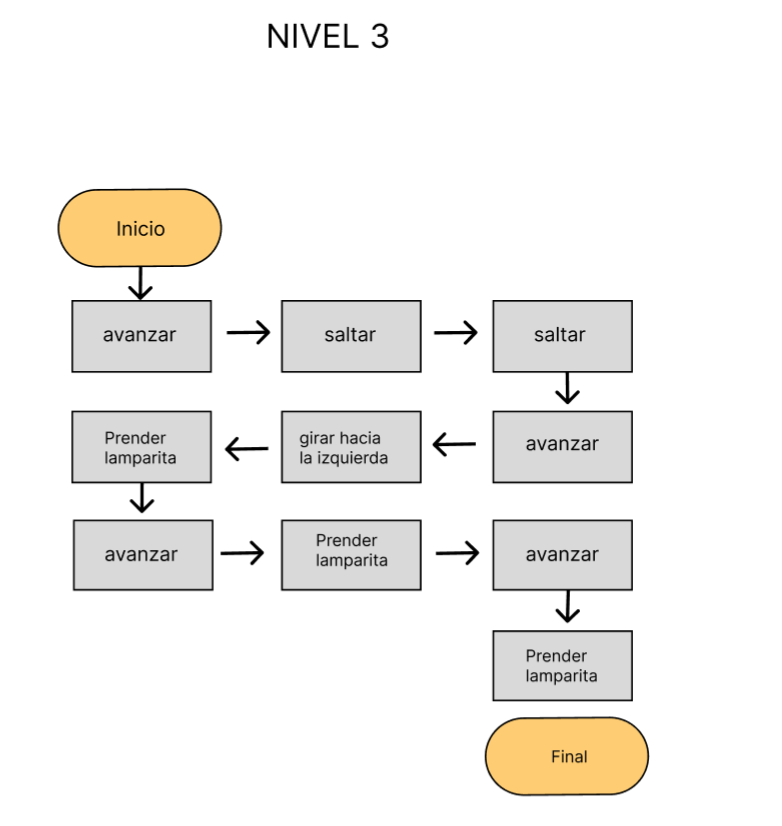 NIVEL 3
Inicio
avanzar
saltar
saltar
avanzar
girar hacia
la izquierda
Prender
lamparita
avanzar
Prender
lamparita
avanzar
Prender
lamparita
Final